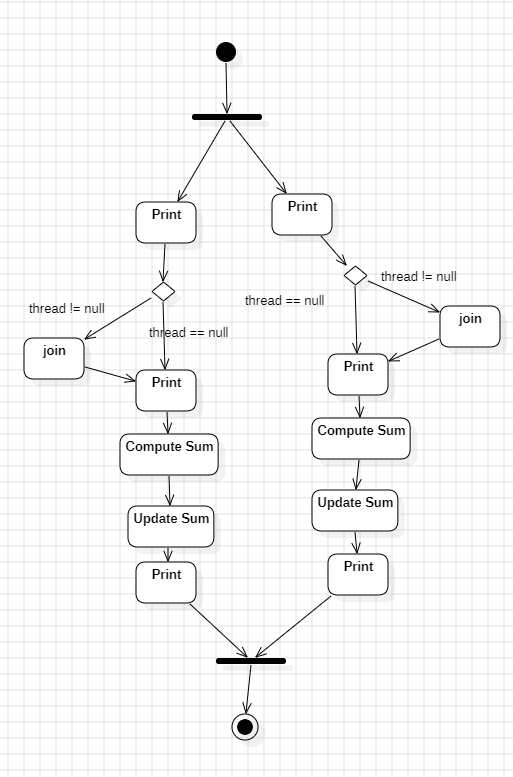 Print
Print
thread != null
thread == null
join
thread == null
Print
Compute Sum
Update Sum
Print
thread != null
join
Print
Compute Sum
Update Sum
Print